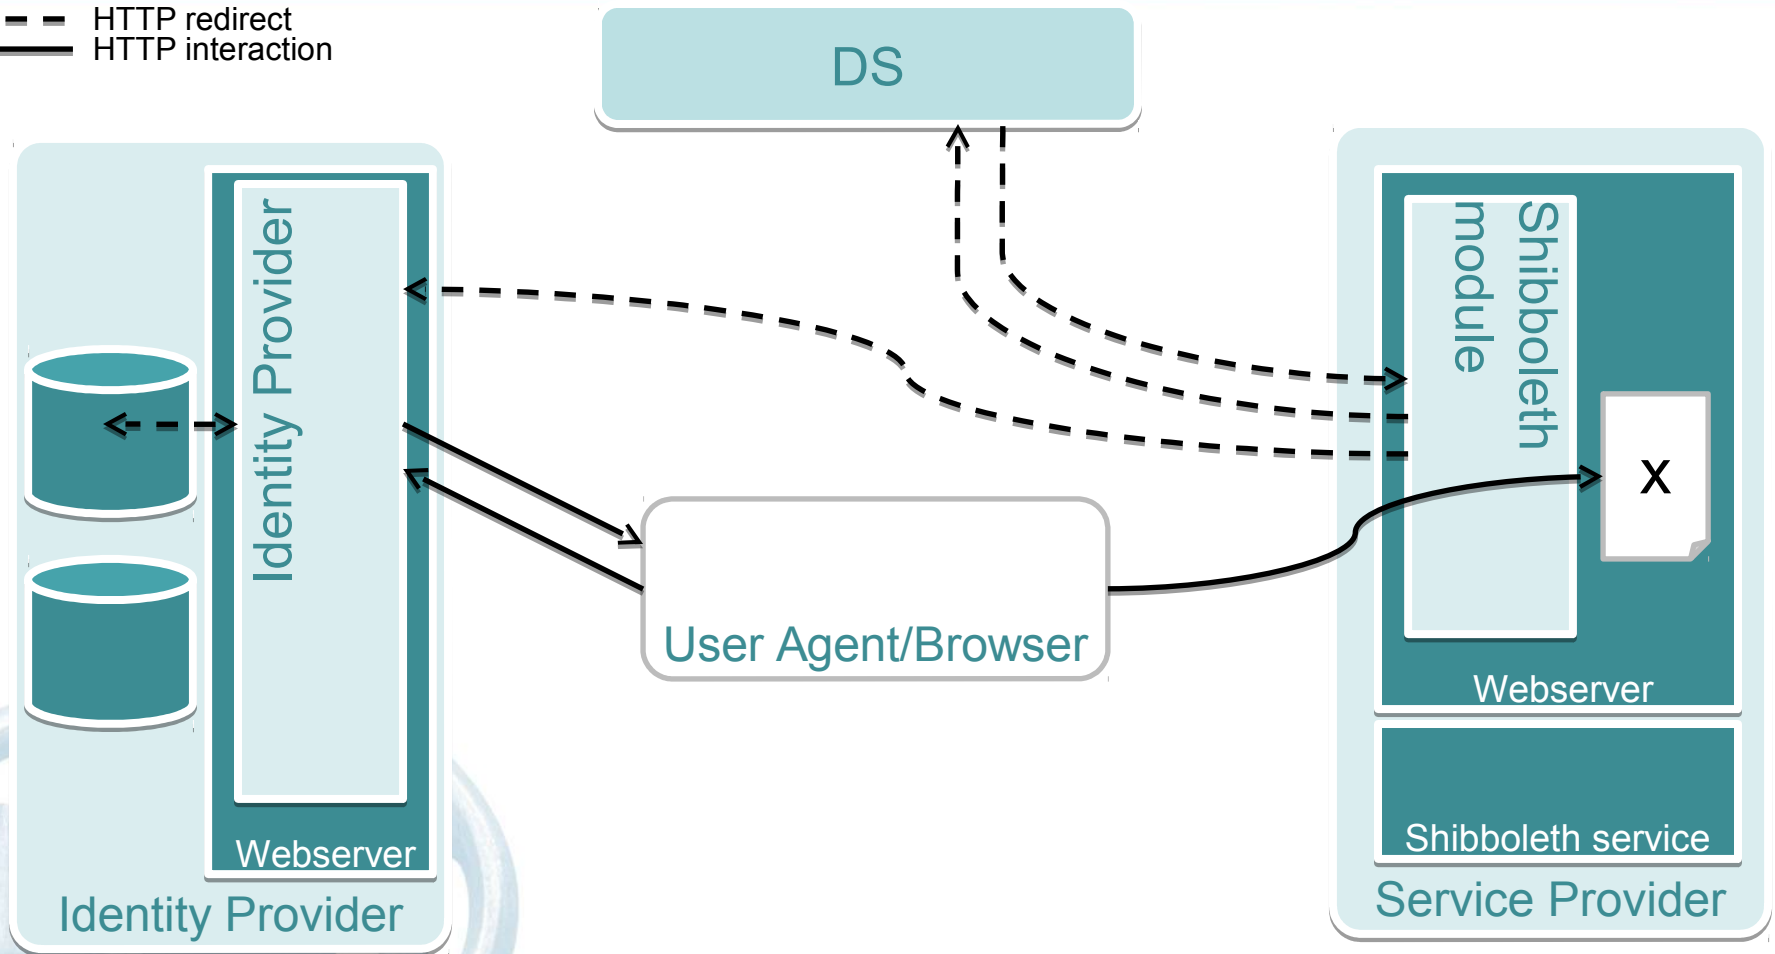 HTTP redirect
HTTP interaction
DS
Identity Provider
Webserver
Identity Provider
User Agent/Browser
Shibboleth
module
x
Webserver
Shibboleth service
Service Provider